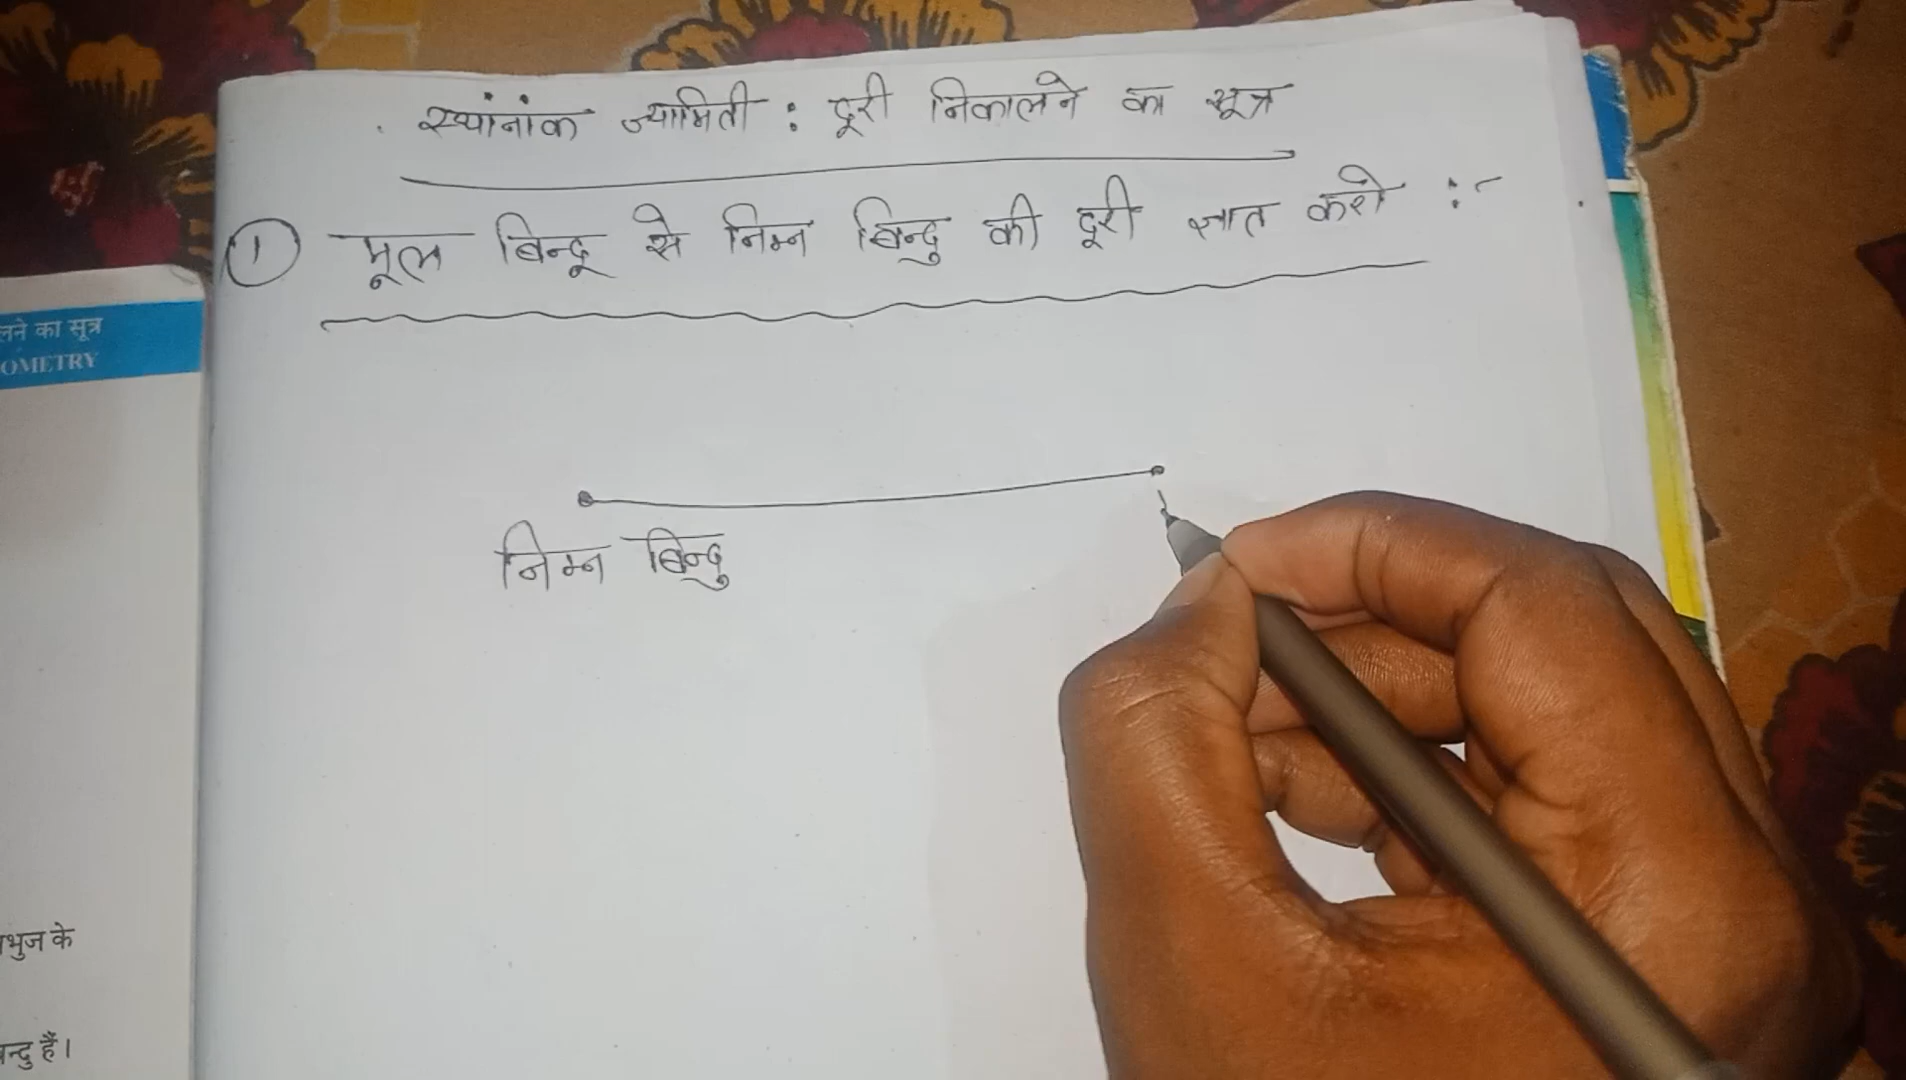 स्थांनांक ज्यामिती : दूरी निकालने का सूत्र
① मूल बिन्दू से निम्न बिन्दु की दूरी ज्ञात करो :-
निम्न बिन्दु
लने का सूत्र
OMETRY
भुज के
न्दु हैं।